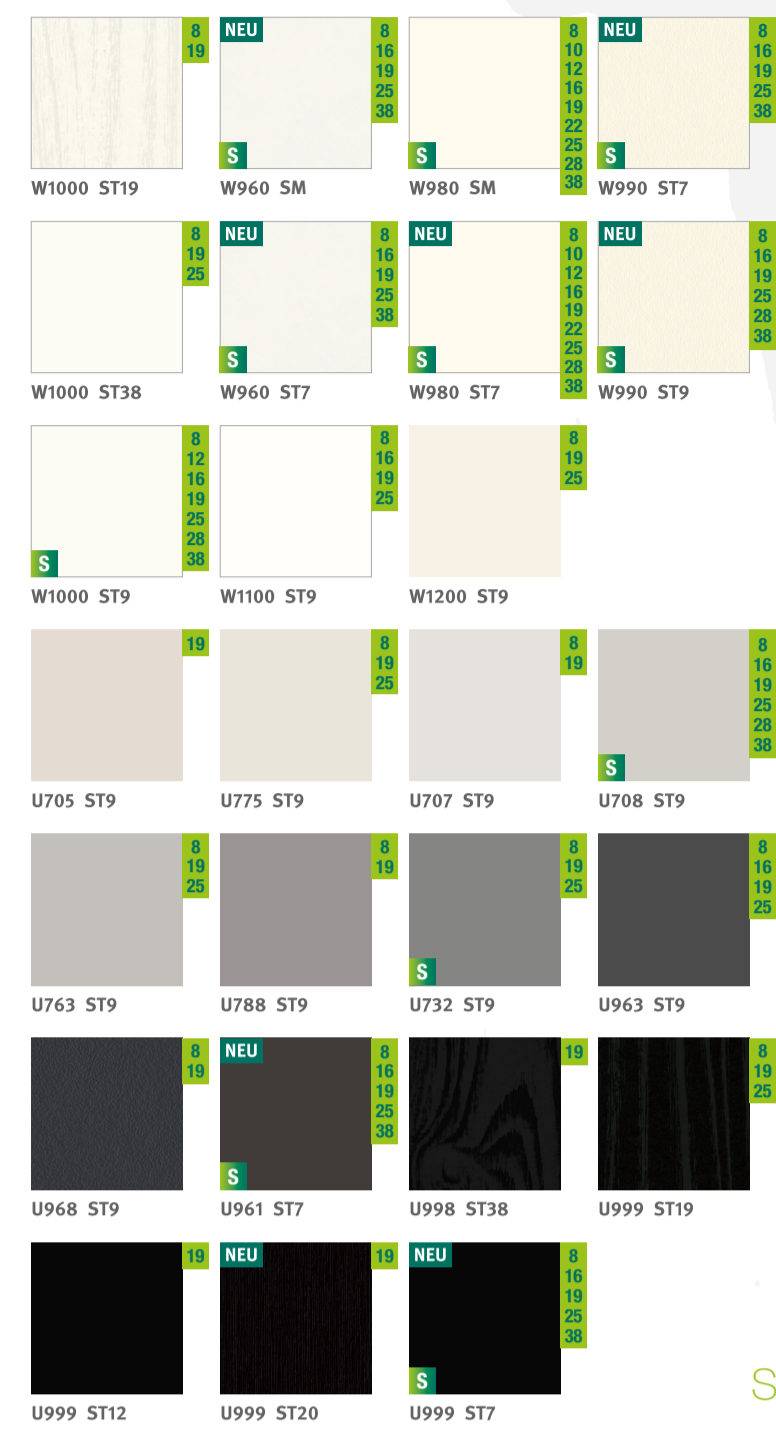 8
19
W1000 ST19
NEU
8
16
19
25
38
S
W960 SM
8
10
12
16
19
22
25
28
38
S
W980 SM
NEU
8
16
19
25
38
S
W990 ST7
8
19
25
W1000 ST38
NEU
8
16
19
25
38
S
W960 ST7
NEU
8
10
12
16
19
22
25
28
38
S
W980 ST7
NEU
8
16
19
25
28
38
S
W990 ST9
8
12
16
19
25
28
38
S
W1000 ST9
8
16
19
25
W1100 ST9
8
19
25
W1200 ST9
19
U705 ST9
8
19
25
U775 ST9
8
19
U707 ST9
8
16
19
25
28
38
S
U708 ST9
8
19
25
U763 ST9
8
19
U788 ST9
8
19
25
S
U732 ST9
8
16
19
25
U963 ST9
8
19
U968 ST9
NEU
8
16
19
25
38
S
U961 ST7
19
U998 ST38
8
19
25
U999 ST19
19
U999 ST12
NEU
19
U999 ST20
NEU
8
16
19
25
38
S
U999 ST7
S